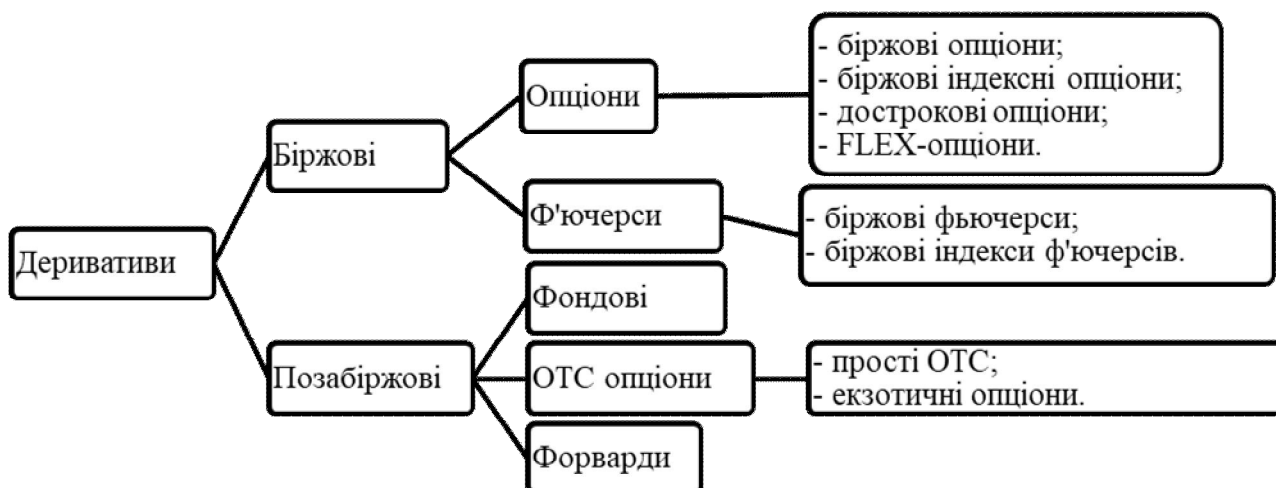 Деривативи
Біржові
Опціони
- біржові опціони;
- біржові індексні опціони;
- дострокові опціони;
- FLEX-опціони.
Ф'ючерси
- біржові фьючерси;
- біржові індекси ф'ючерсів.
Позабіржові
Фондові
ОТС опціони
- прості ОТС;
- екзотичні опціони.
Форварди